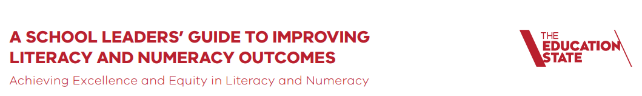 A SCHOOL LEADERS' GUIDE TO IMPROVING
LITERACY AND NUMERACY OUTCOMES
Achieving Excellence and Equity in Literacy and Numeracy
THE
EDUCATION
STATE